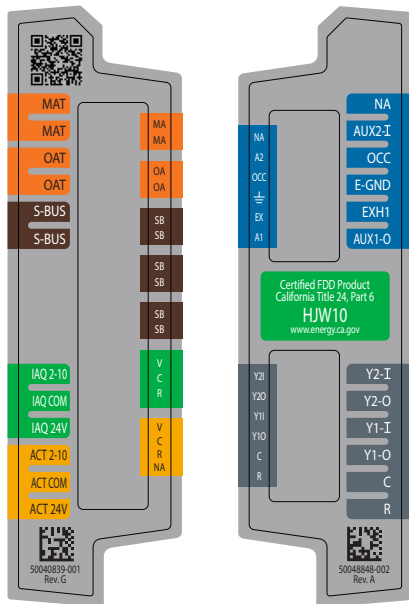 MAT
MAT
OAT
OAT
S-BUS
S-BUS
IAQ 2-10
IAQ COM
IAQ 24V
ACT 2-10
ACT COM
ACT 24V
50040839-001
Rev. G
MA
MA
OA
OA
SB
SB
SB
SB
SB
SB
V
C
R
V
C
R
NA
NA
A2
OCC
EX
A1
NA
AUX2-I
OCC
E-GND
EXH1
AUX1-O
Certified FDD Product
California Title 24, Part 6
HJW10
www.energy.ca.gov
Y2I
Y2O
Y1I
Y1O
C
R
Y2-I
Y2-O
Y1-I
Y1-O
C
R
50048848-002
Rev. A